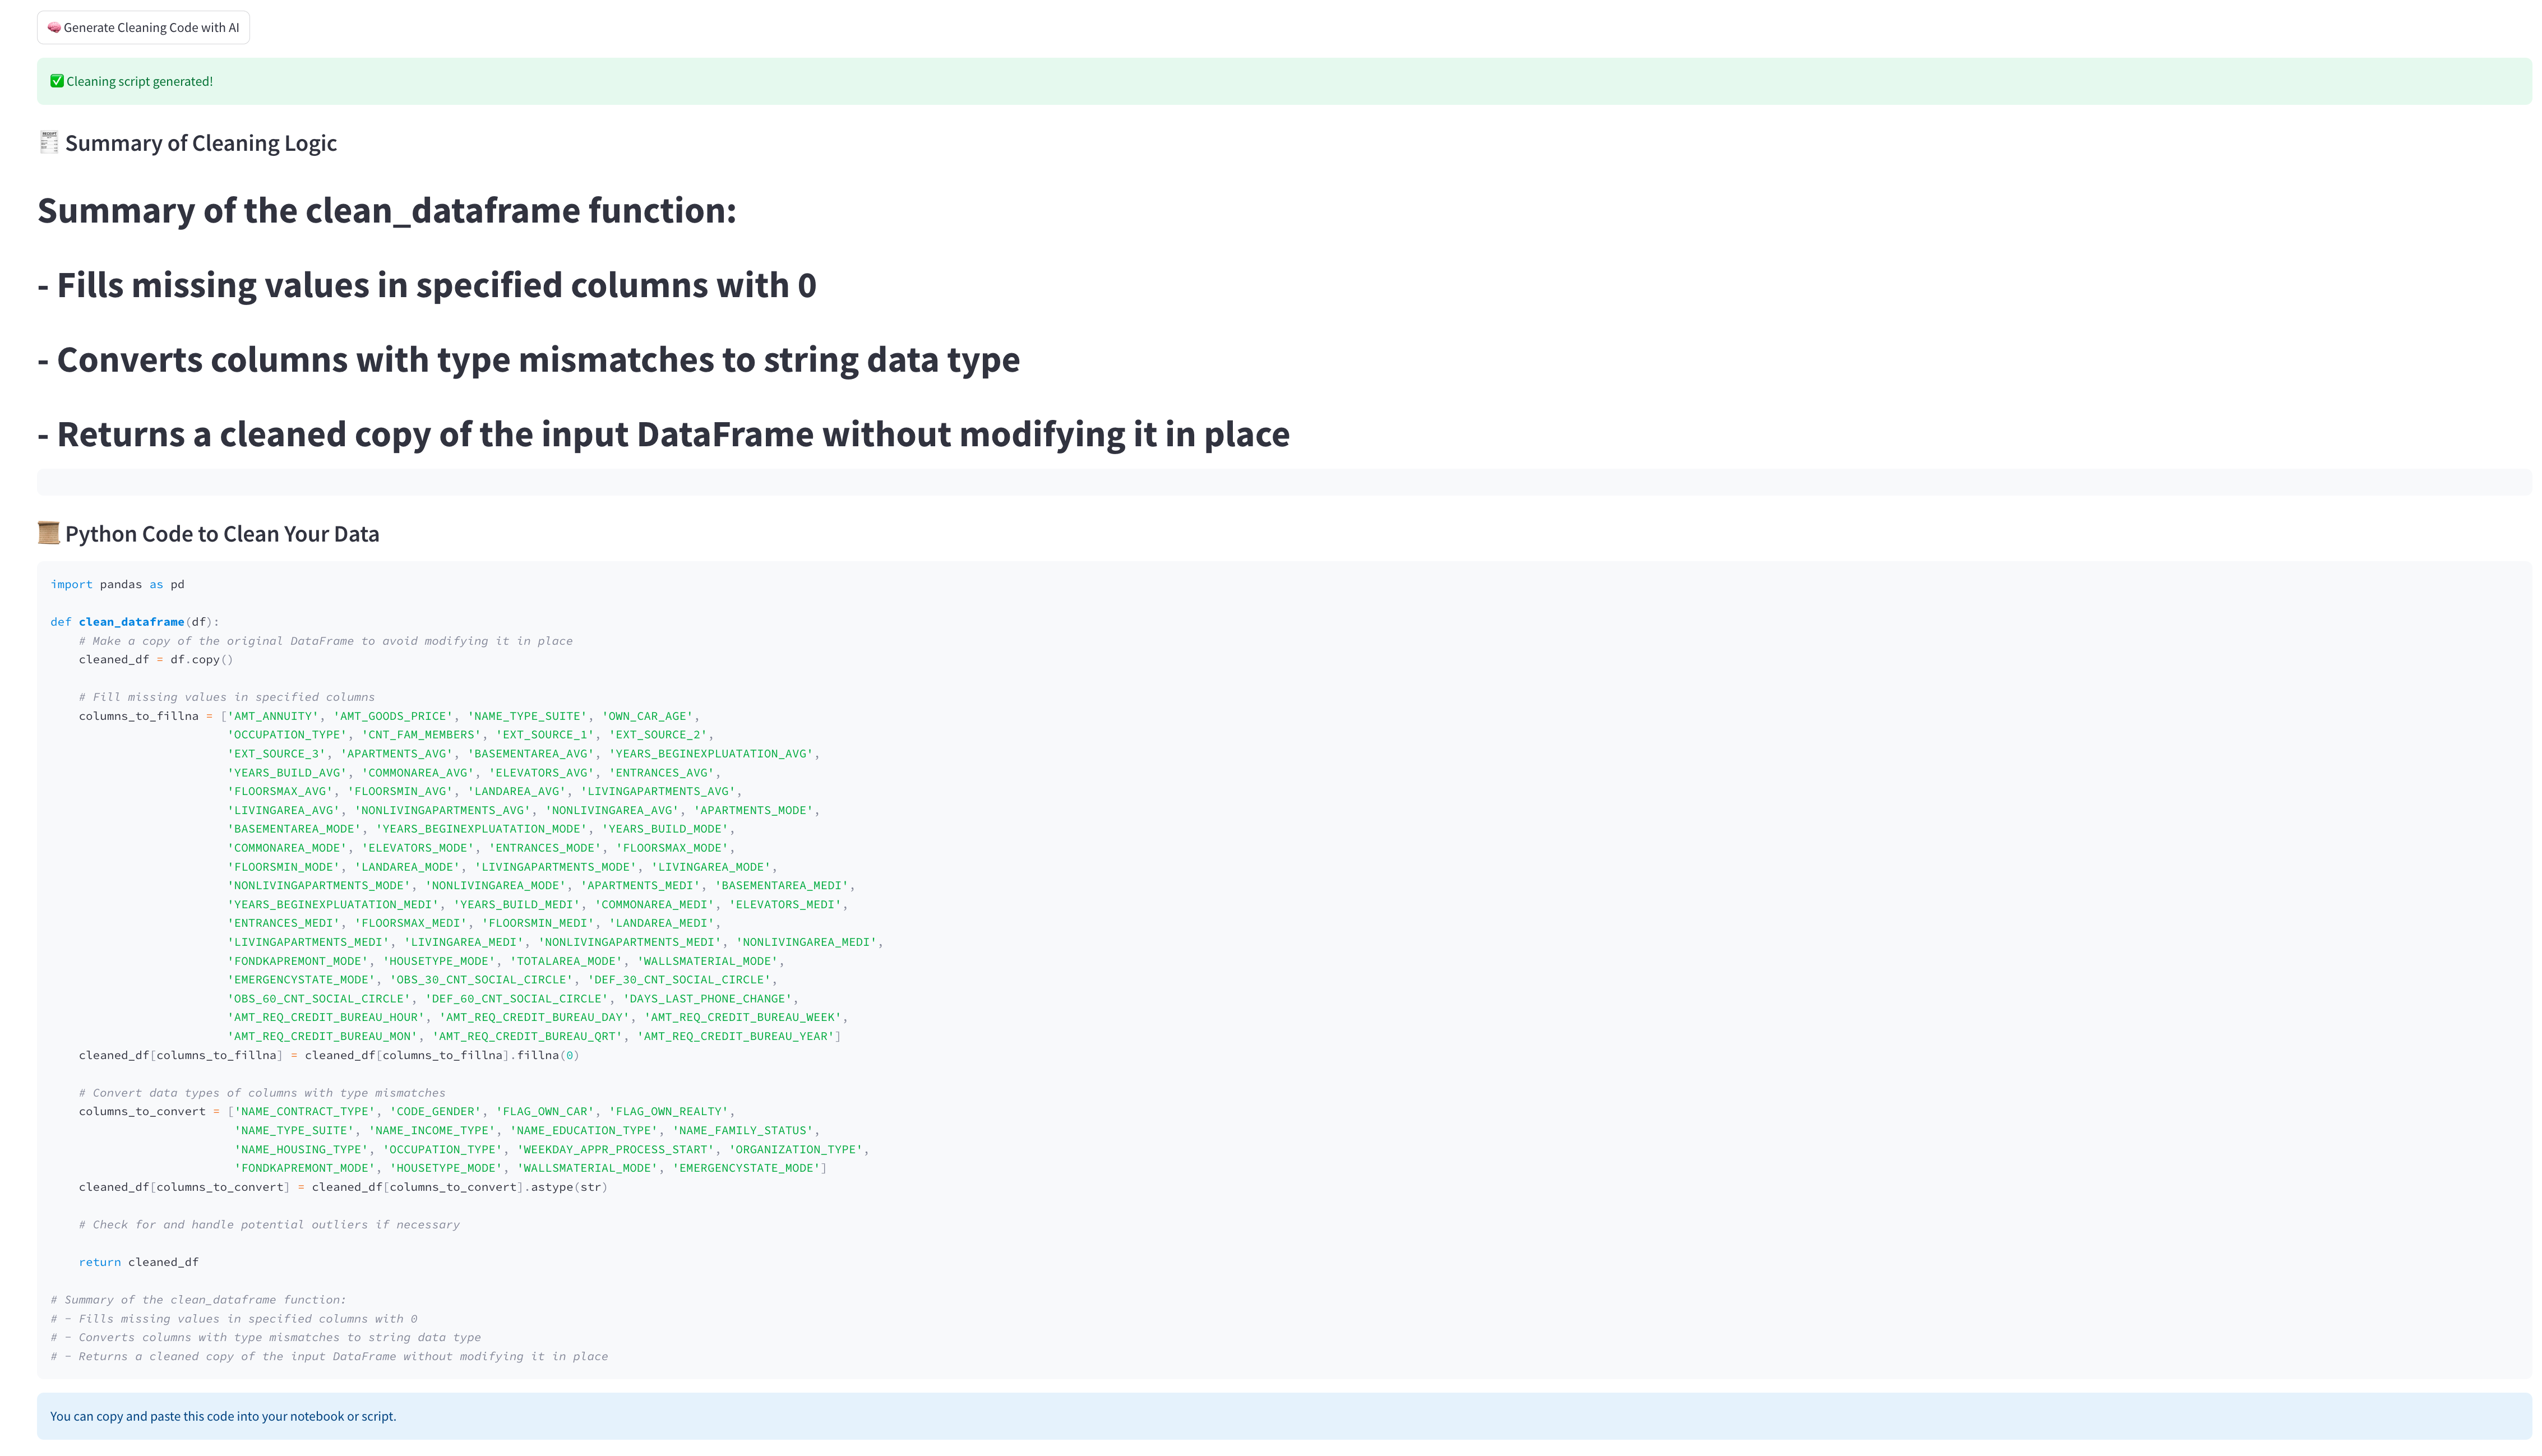 🧠 Generate Cleaning Code with AI
✅ Cleaning script generated!
🧾 Summary of Cleaning Logic
Summary of the clean_dataframe function:
- Fills missing values in specified columns with 0
- Converts columns with type mismatches to string data type
- Returns a cleaned copy of the input DataFrame without modifying it in place
📜 Python Code to Clean Your Data
import pandas as pd
def clean_dataframe(df):
    # Make a copy of the original DataFrame to avoid modifying it in place
    cleaned_df = df.copy()
    # Fill missing values in specified columns
    columns_to_fillna = ['AMT_ANNUITY', 'AMT_GOODS_PRICE', 'NAME_TYPE_SUITE', 'OWN_CAR_AGE',
                         'OCCUPATION_TYPE', 'CNT_FAM_MEMBERS', 'EXT_SOURCE_1', 'EXT_SOURCE_2',
                         'EXT_SOURCE_3', 'APARTMENTS_AVG', 'BASEMENTAREA_AVG', 'YEARS_BEGINEXPLUATATION_AVG',
                         'YEARS_BUILD_AVG', 'COMMONAREA_AVG', 'ELEVATORS_AVG', 'ENTRANCES_AVG',
                         'FLOORSMAX_AVG', 'FLOORSMIN_AVG', 'LANDAREA_AVG', 'LIVINGAPARTMENTS_AVG',
                         'LIVINGAREA_AVG', 'NONLIVINGAPARTMENTS_AVG', 'NONLIVINGAREA_AVG', 'APARTMENTS_MODE',
                         'BASEMENTAREA_MODE', 'YEARS_BEGINEXPLUATATION_MODE', 'YEARS_BUILD_MODE',
                         'COMMONAREA_MODE', 'ELEVATORS_MODE', 'ENTRANCES_MODE', 'FLOORSMAX_MODE',
                         'FLOORSMIN_MODE', 'LANDAREA_MODE', 'LIVINGAPARTMENTS_MODE', 'LIVINGAREA_MODE',
                         'NONLIVINGAPARTMENTS_MODE', 'NONLIVINGAREA_MODE', 'APARTMENTS_MEDI', 'BASEMENTAREA_MEDI',
                         'YEARS_BEGINEXPLUATATION_MEDI', 'YEARS_BUILD_MEDI', 'COMMONAREA_MEDI', 'ELEVATORS_MEDI',
                         'ENTRANCES_MEDI', 'FLOORSMAX_MEDI', 'FLOORSMIN_MEDI', 'LANDAREA_MEDI',
                         'LIVINGAPARTMENTS_MEDI', 'LIVINGAREA_MEDI', 'NONLIVINGAPARTMENTS_MEDI', 'NONLIVINGAREA_MEDI',
                         'FONDKAPREMONT_MODE', 'HOUSETYPE_MODE', 'TOTALAREA_MODE', 'WALLSMATERIAL_MODE',
                         'EMERGENCYSTATE_MODE', 'OBS_30_CNT_SOCIAL_CIRCLE', 'DEF_30_CNT_SOCIAL_CIRCLE',
                         'OBS_60_CNT_SOCIAL_CIRCLE', 'DEF_60_CNT_SOCIAL_CIRCLE', 'DAYS_LAST_PHONE_CHANGE',
                         'AMT_REQ_CREDIT_BUREAU_HOUR', 'AMT_REQ_CREDIT_BUREAU_DAY', 'AMT_REQ_CREDIT_BUREAU_WEEK',
                         'AMT_REQ_CREDIT_BUREAU_MON', 'AMT_REQ_CREDIT_BUREAU_QRT', 'AMT_REQ_CREDIT_BUREAU_YEAR']
    cleaned_df[columns_to_fillna] = cleaned_df[columns_to_fillna].fillna(0)
    # Convert data types of columns with type mismatches
    columns_to_convert = ['NAME_CONTRACT_TYPE', 'CODE_GENDER', 'FLAG_OWN_CAR', 'FLAG_OWN_REALTY',
                          'NAME_TYPE_SUITE', 'NAME_INCOME_TYPE', 'NAME_EDUCATION_TYPE', 'NAME_FAMILY_STATUS',
                          'NAME_HOUSING_TYPE', 'OCCUPATION_TYPE', 'WEEKDAY_APPR_PROCESS_START', 'ORGANIZATION_TYPE',
                          'FONDKAPREMONT_MODE', 'HOUSETYPE_MODE', 'WALLSMATERIAL_MODE', 'EMERGENCYSTATE_MODE']
    cleaned_df[columns_to_convert] = cleaned_df[columns_to_convert].astype(str)
    # Check for and handle potential outliers if necessary
    return cleaned_df
# Summary of the clean_dataframe function:
# - Fills missing values in specified columns with 0
# - Converts columns with type mismatches to string data type
# - Returns a cleaned copy of the input DataFrame without modifying it in place
You can copy and paste this code into your notebook or script.